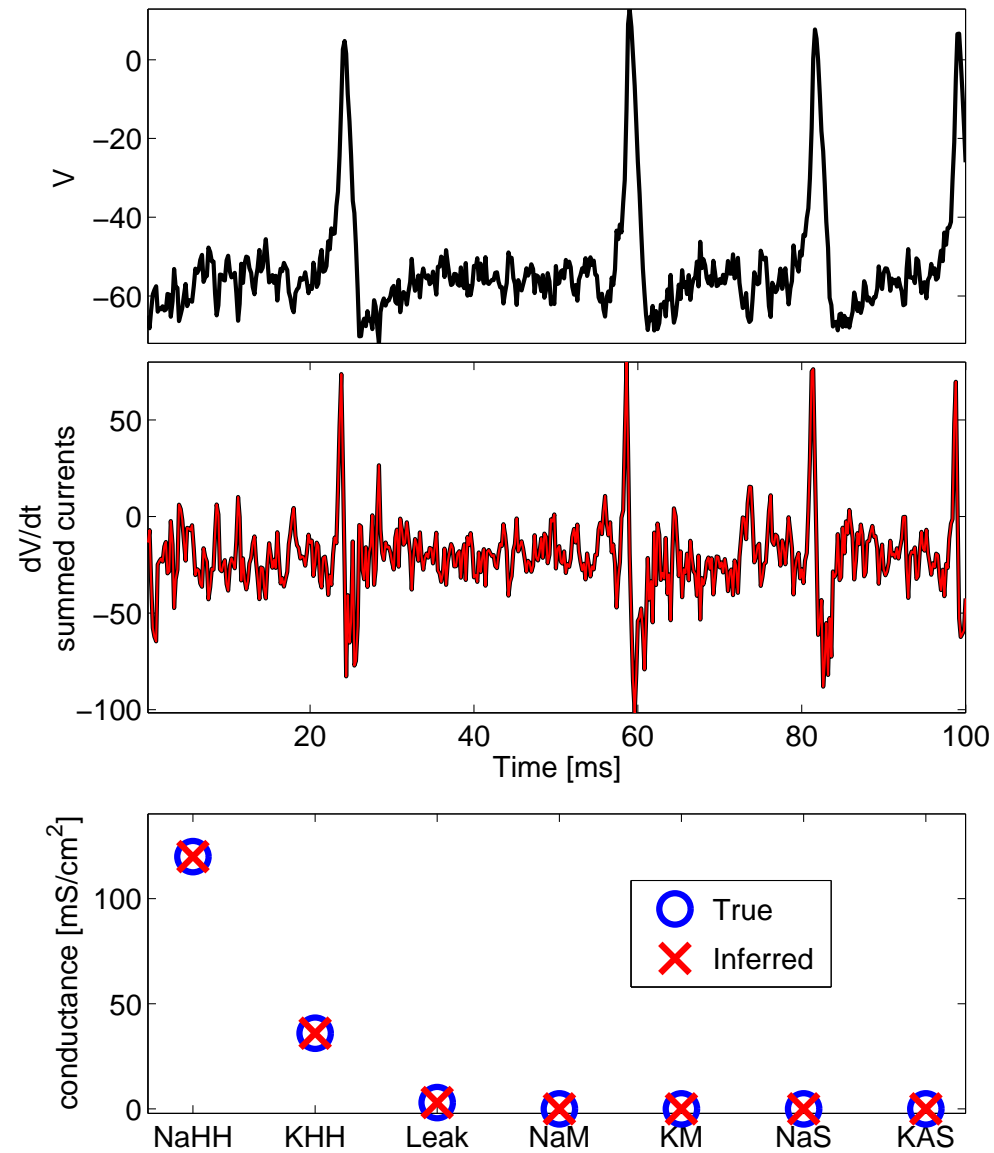 0
−20
−40
−60
V
50
0
−50
−100
dV/dt
summed currents
20 40 60 80 100
Time [ms]
100
50
0
conductance [mS/cm²]
True
Inferred
NaHH KHH Leak NaM KM NaS KAS